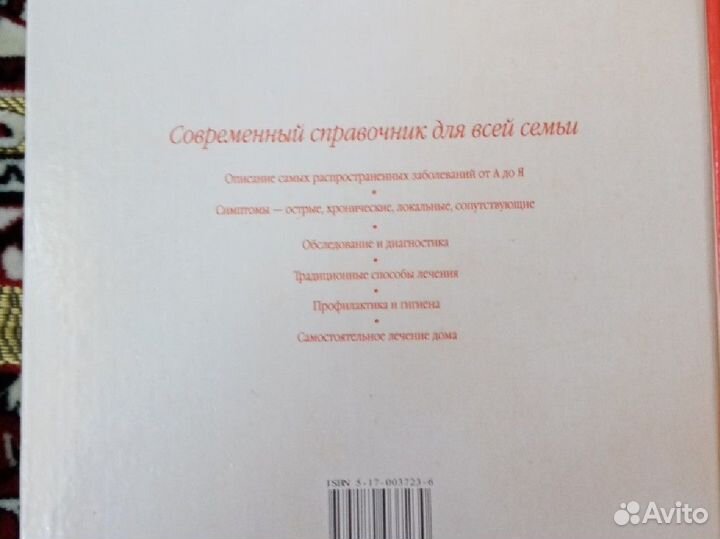 Современный справочник для всей семьи
Описание самых распространенных заболеваний от А до Я
•
Симптомы — острые, хронические, локальные, сопутствующие
•
Обследование и диагностика
•
Традиционные способы лечения
•
Профилактика и гигиена
•
Самостоятельное лечение дома
ISBN 5-17-003723-6
Avito